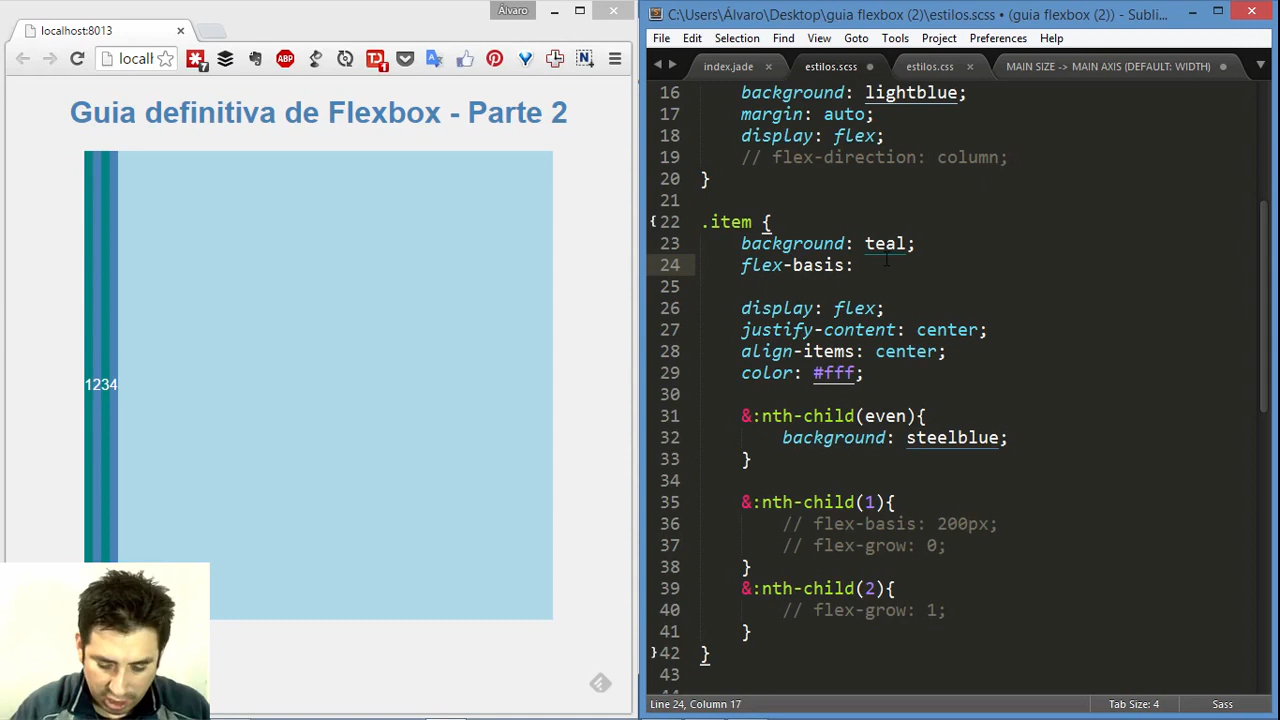 Álvaro
localhost:8013
localh
7
ABP
TD
1
N
Guia definitiva de Flexbox - Parte 2
1234
C:\Users\Álvaro\Desktop\guia flexbox (2)\estilos.scss • (guia flexbox (2)) - Subli...
File Edit Selection Find View Goto Tools Project Preferences Help
index.jade × estilos.scss estilos.css × MAIN SIZE -> MAIN AXIS (DEFAULT: WIDTH)
16 background: lightblue;
17 margin: auto;
18 display: flex;
19 // flex-direction: column;
20 }
21
22 .item {
23 background: teal;
24 flex-basis:
25
26 display: flex;
27 justify-content: center;
28 align-items: center;
29 color: #fff;
30
31 &:nth-child(even){
32 background: steelblue;
33 }
34
35 &:nth-child(1){
36 // flex-basis: 200px;
37 // flex-grow: 0;
38 }
39 &:nth-child(2){
40 // flex-grow: 1;
41 }
42 }
43
Line 24, Column 17 Tab Size: 4 Sass